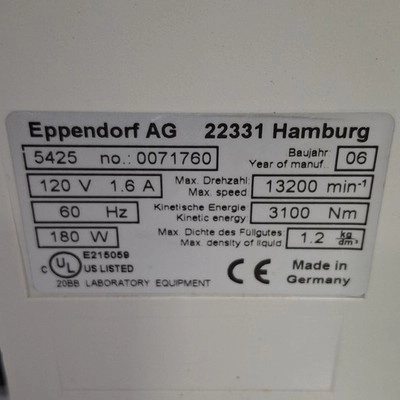 Eppendorf AG 22331 Hamburg
5425 no.: 0071760 Baujahr Year of manuf. 06
120 V 1.6 A Max. Drehzahl: Max. speed: 13200 min-1
60 Hz Kinetische Energie Kinetic energy: 3100 Nm
180 W Max. Dichte des Füllgutes Max. density of liquid: 1.2 kg/dm³
C UL US LISTED E215059
20BB LABORATORY EQUIPMENT
CE
Made in
Germany